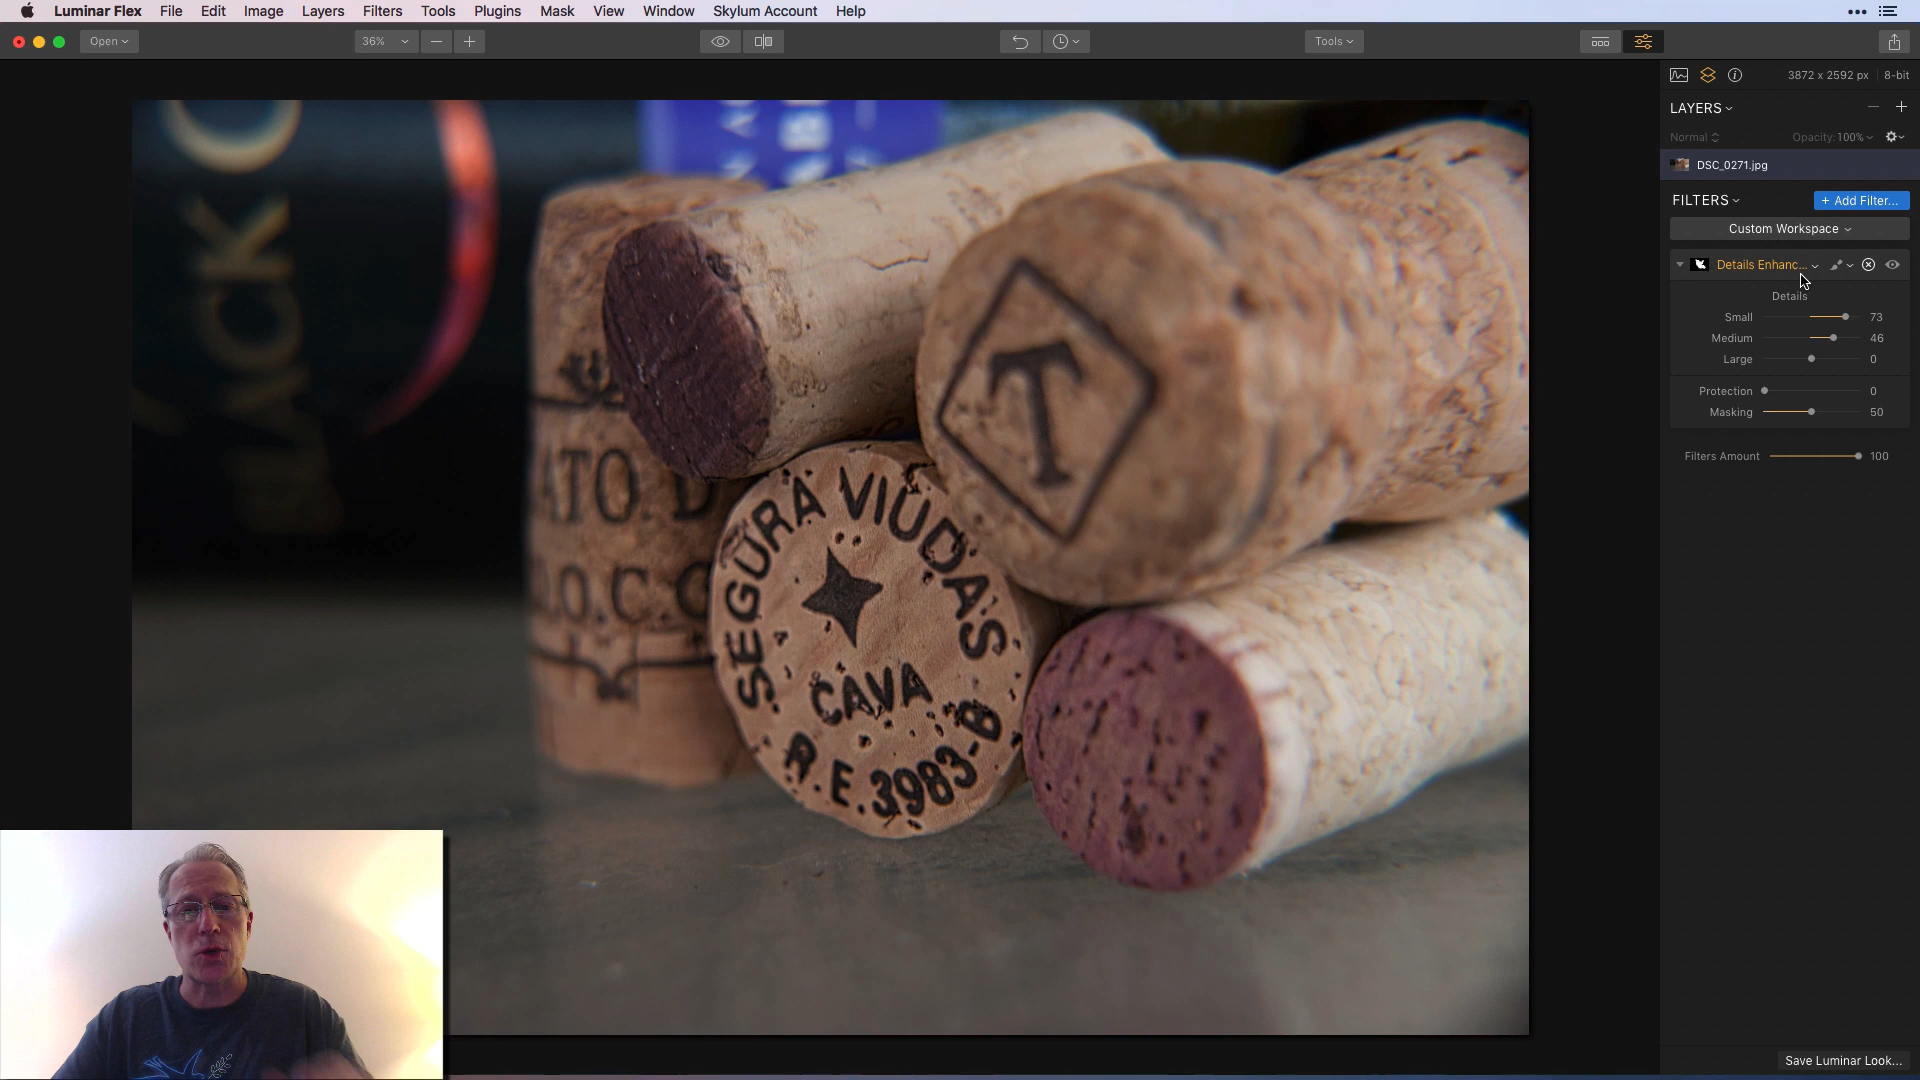 Luminar Flex File Edit Image Layers Filters Tools Plugins Mask View Window Skylum Account Help
Open 36% Tools
3872 x 2592 px 8-bit
LAYERS
Normal Opacity: 100%
DSC_0271.jpg
FILTERS + Add Filter...
Custom Workspace
Details Enhanc...
Details
Small 73
Medium 46
Large 0
Protection 0
Masking 50
Filters Amount 100
Save Luminar Look...
BLACK
T
ATO. D
D.O.C.G
SEGURA VIUDAS
CAVA
R.E.3983-B